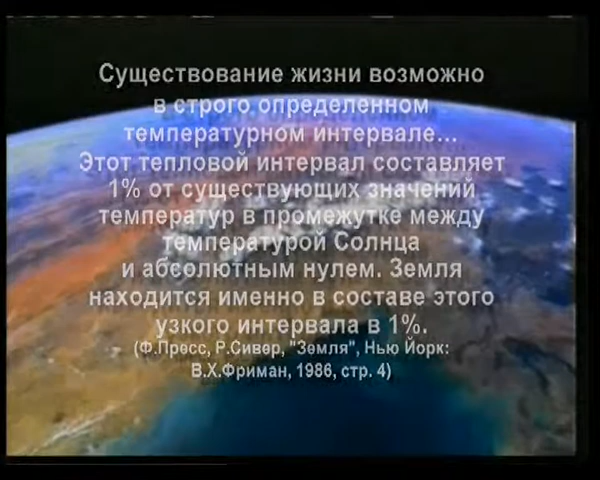 Существование жизни возможно
в строго определенном
температурном интервале...
Этот тепловой интервал составляет
1% от существующих значений
температур в промежутке между
температурой Солнца
и абсолютным нулем. Земля
находится именно в составе этого
узкого интервала в 1%.
(Ф.Пресс, Р.Сивер, "Земля", Нью Йорк:
В.Х.Фриман, 1986, стр. 4)